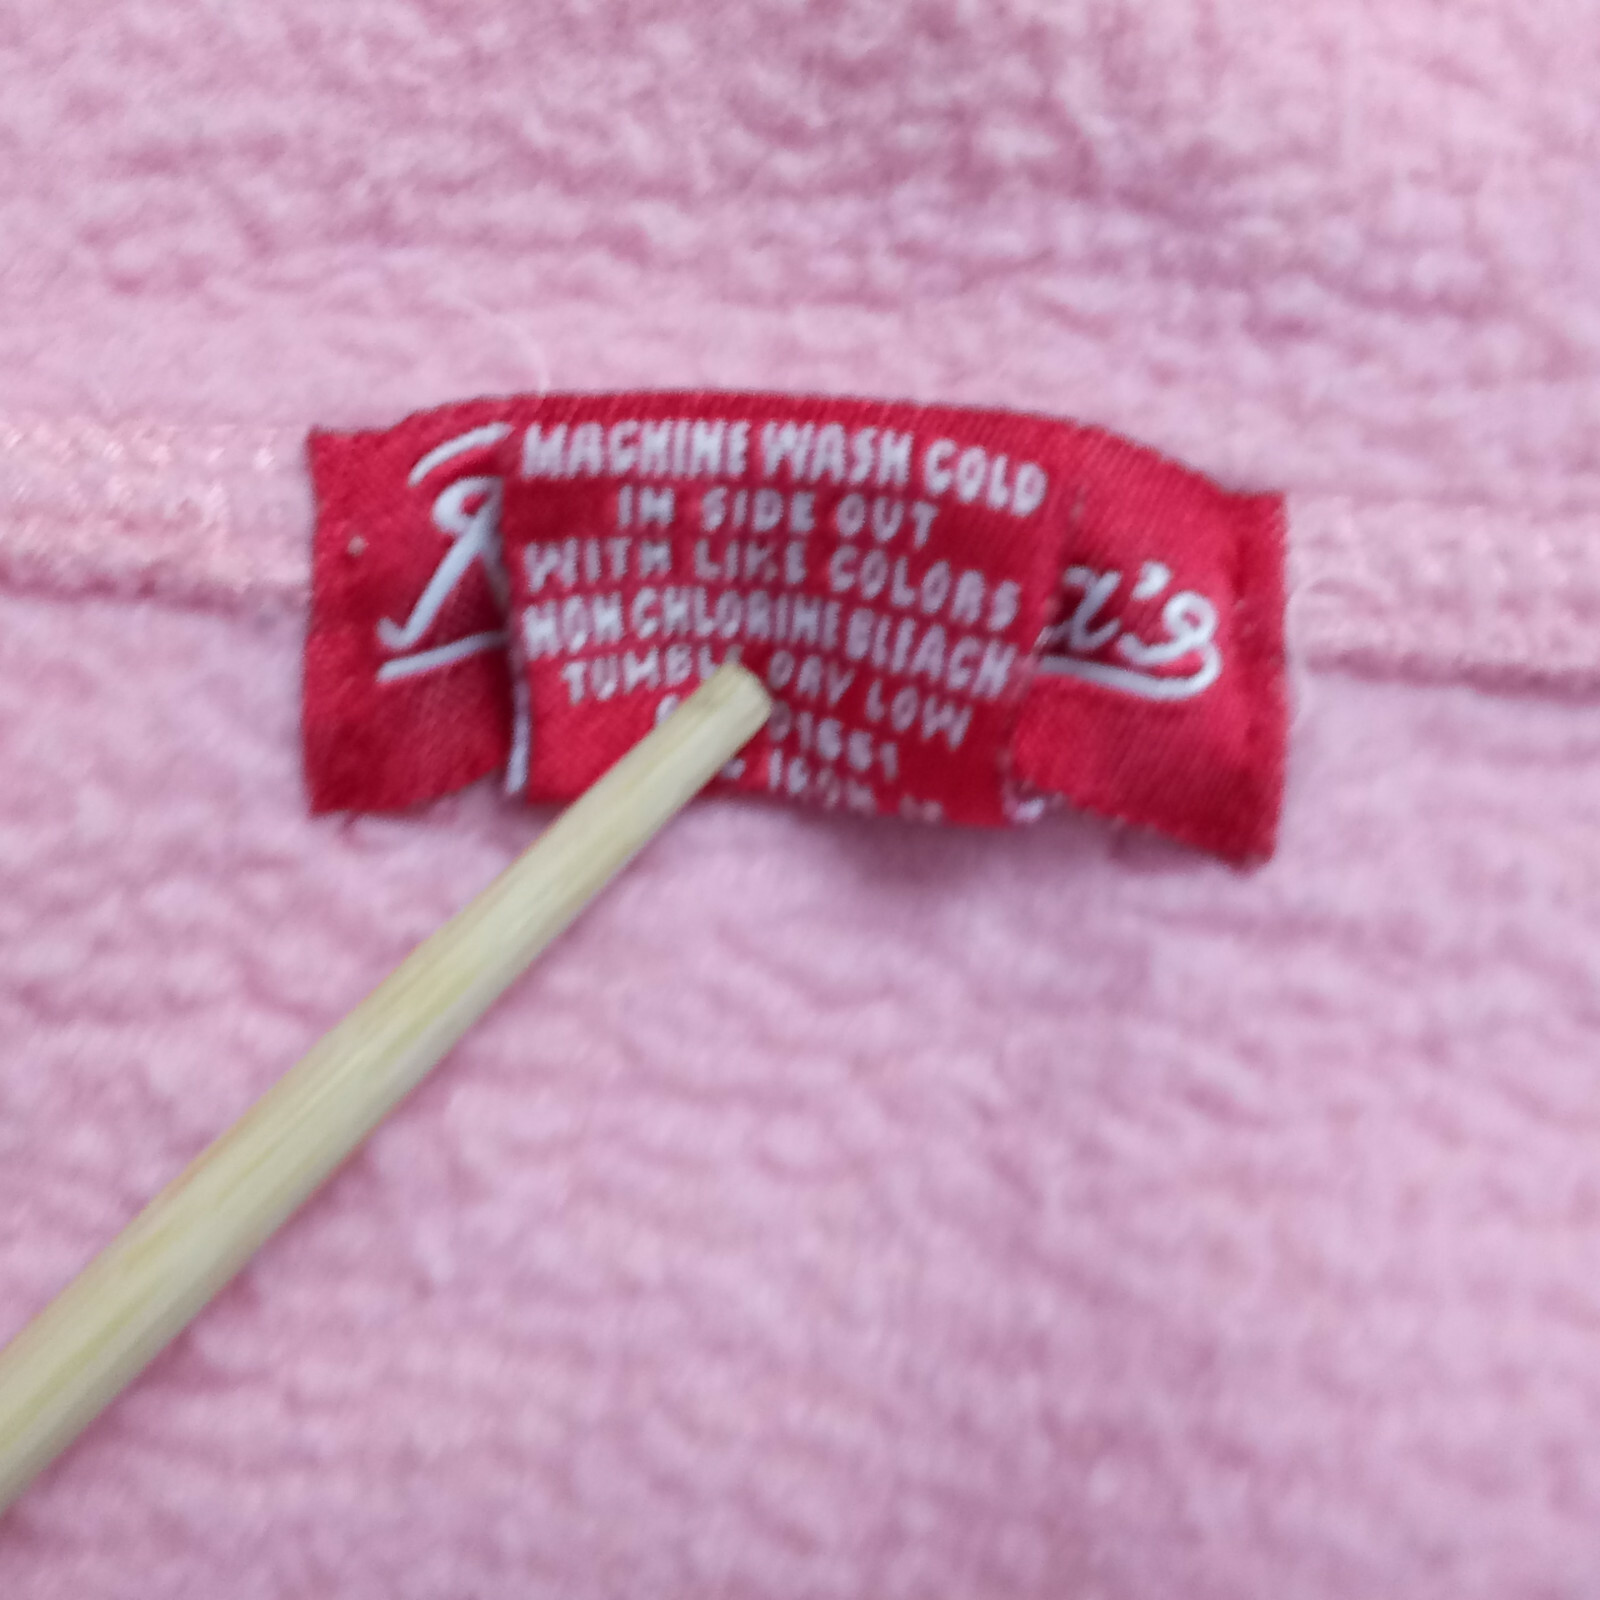 MACHINE WASH COLD
IN SIDE OUT
WITH LIKE COLORS
NON CHLORINE BLEACH
TUMBLE DRY LOW